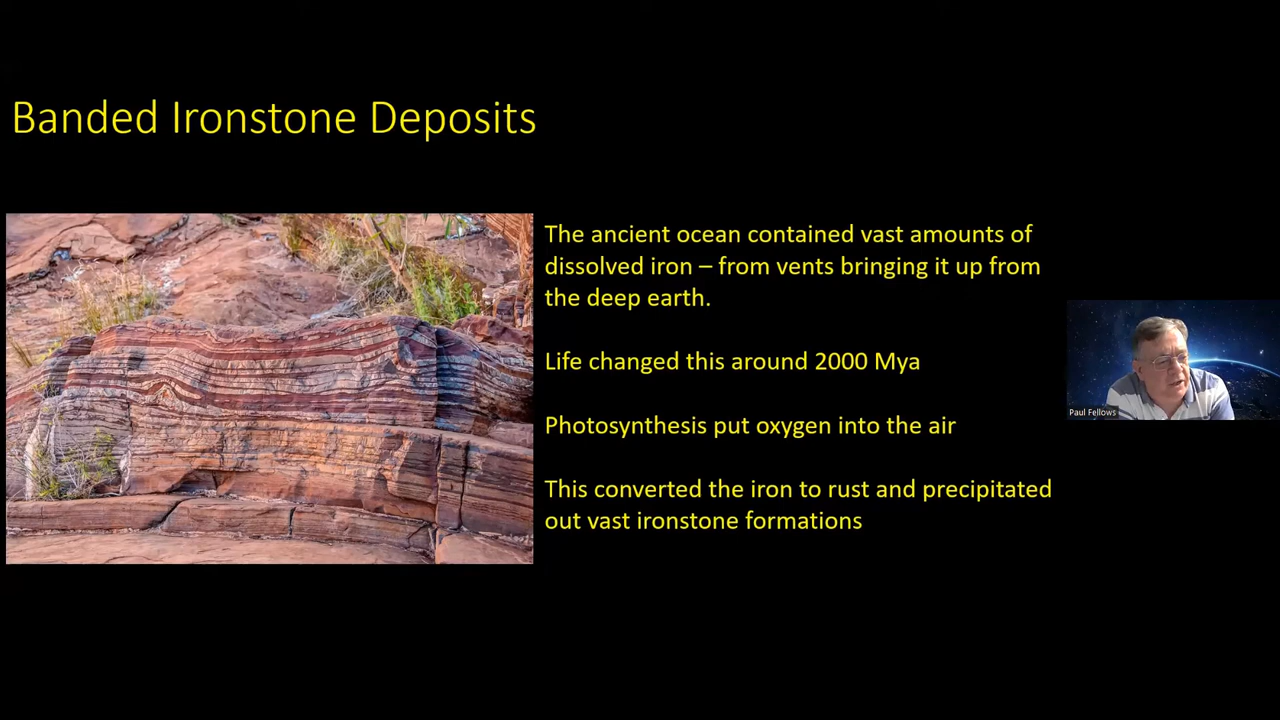 Banded Ironstone Deposits
The ancient ocean contained vast amounts of
dissolved iron – from vents bringing it up from
the deep earth.
Life changed this around 2000 Mya
Photosynthesis put oxygen into the air
This converted the iron to rust and precipitated
out vast ironstone formations
Paul Fellows